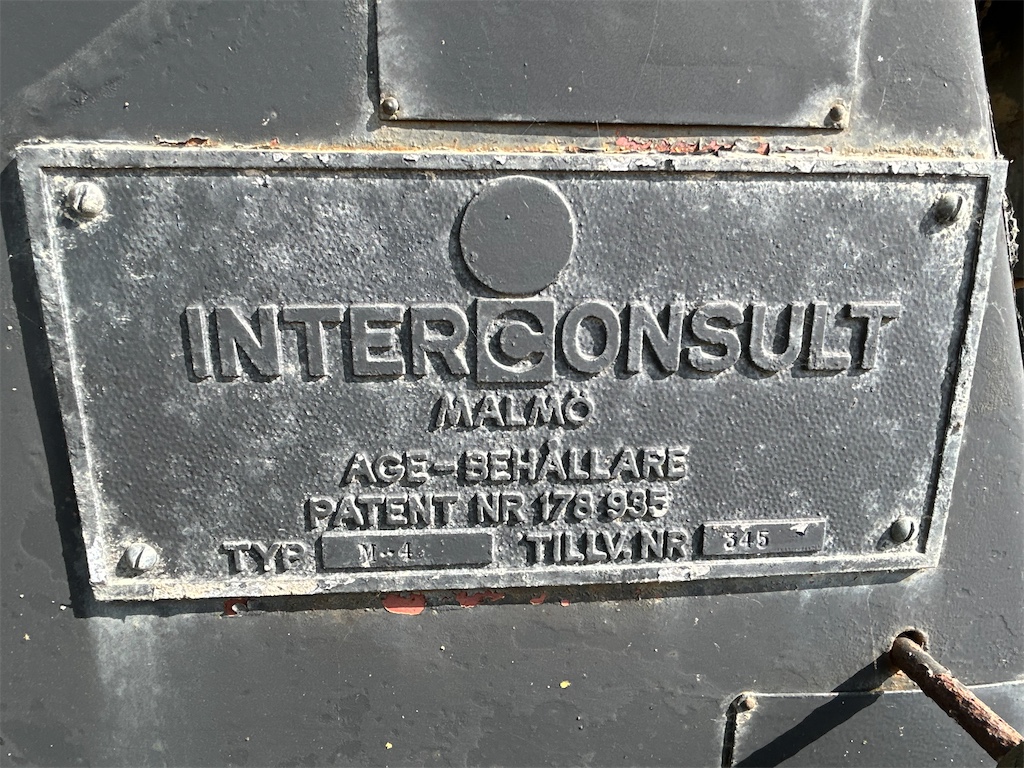 INTERCONSULT
MALMÖ
AGE-BEHÅLLARE
PATENT NR 178 935
TYP M-4 TILLV. NR 345